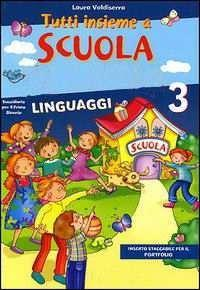 Laura Valdiserra
Tutti insieme a
SCUOLA
LINGUAGGI
3
Sussidiario
per il Primo
Biennio
SCUOLA
INSERTO STACCABILE PER IL
PORTFOLIO